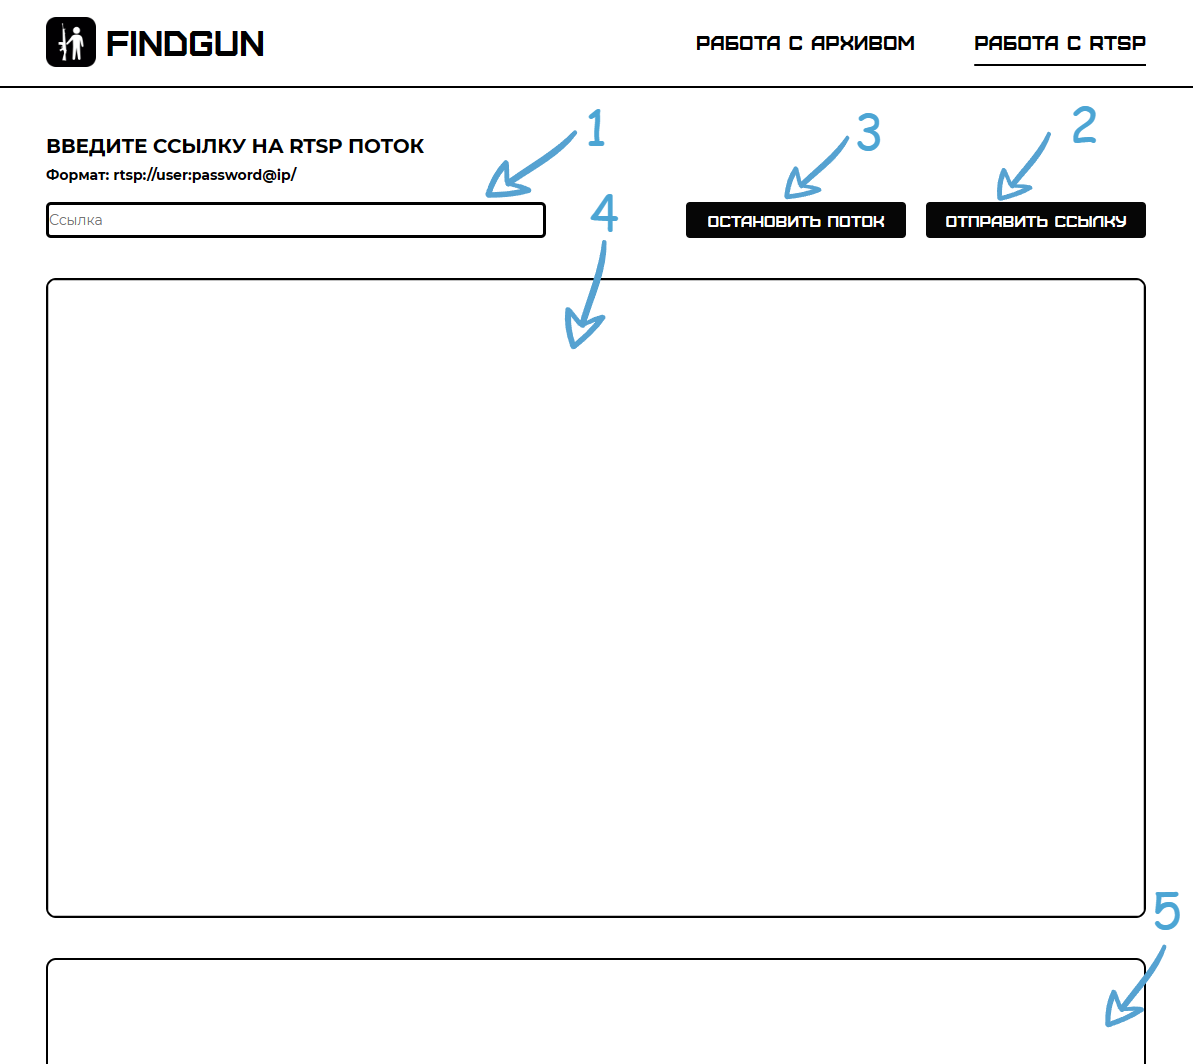 FINDGUN
РАБОТА С АРХИВОМ
РАБОТА С RTSP
ВВЕДИТЕ ССЫЛКУ НА RTSP ПОТОК
Формат: rtsp://user:password@ip/
1
3
2
Ссылка
4
ОСТАНОВИТЬ ПОТОК
ОТПРАВИТЬ ССЫЛКУ
5